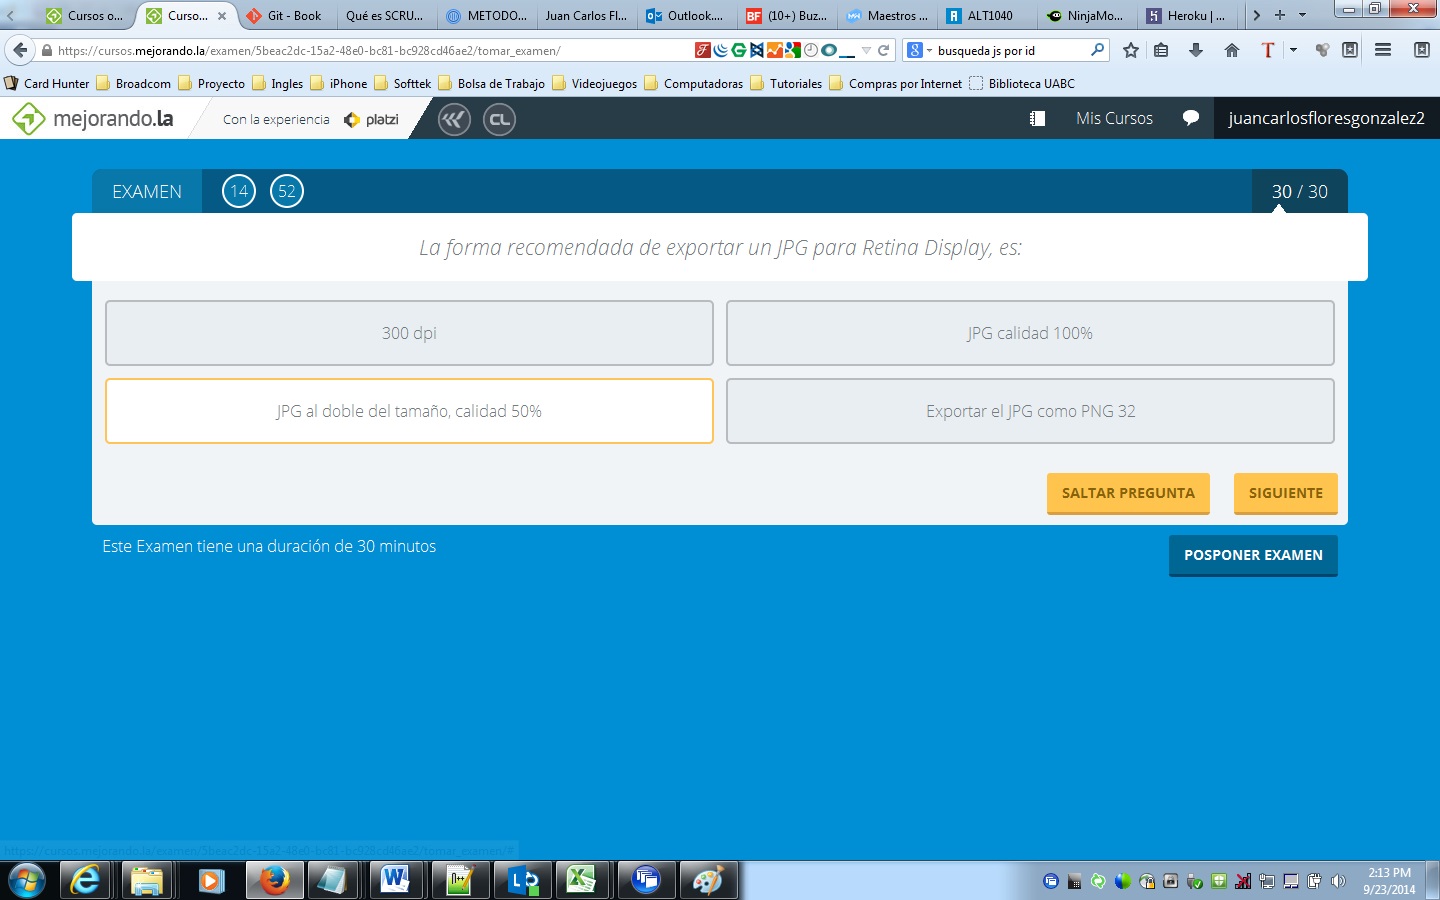 Cursos o...
Curso...
Git - Book
Qué es SCRU...
METODO...
Juan Carlos Fl...
Outlook....
(10+) Buz...
Maestros ...
ALT1040
NinjaMo...
Heroku | ...
https://cursos.mejorando.la/examen/5beac2dc-15a2-48e0-bc81-bc928cd46ae2/tomar_examen/
busqueda js por id
Card Hunter
Broadcom
Proyecto
Ingles
iPhone
Softtek
Bolsa de Trabajo
Videojuegos
Computadoras
Tutoriales
Compras por Internet
Biblioteca UABC
mejorando.la
Con la experiencia
platzi
CL
Mis Cursos
juancarlosfloresgonzalez2
EXAMEN
14
52
30 / 30
La forma recomendada de exportar un JPG para Retina Display, es:
300 dpi
JPG calidad 100%
JPG al doble del tamaño, calidad 50%
Exportar el JPG como PNG 32
SALTAR PREGUNTA
SIGUIENTE
Este Examen tiene una duración de 30 minutos
POSPONER EXAMEN
https://cursos.mejorando.la/examen/5beac2dc-15a2-48e0-bc81-bc928cd46ae2/tomar_examen/#
2:13 PM
9/23/2014